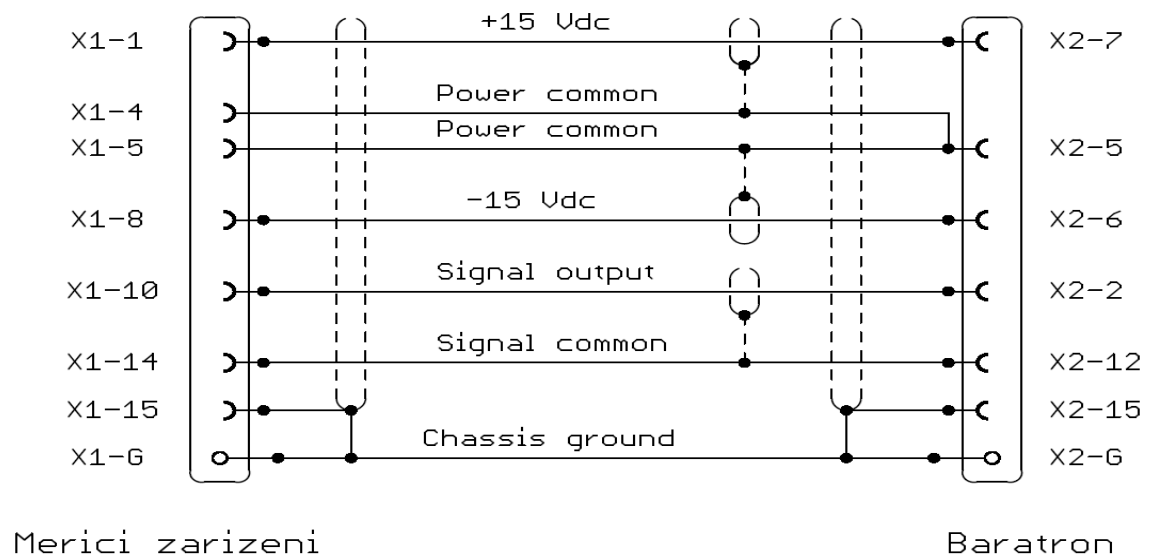 X1-1 +15 Vdc X2-7
X1-4 Power common
X1-5 Power common X2-5
X1-8 -15 Vdc X2-6
X1-10 Signal output X2-2
X1-14 Signal common X2-12
X1-15 X2-15
X1-G Chassis ground X2-G
Merici zarizeni Baratron